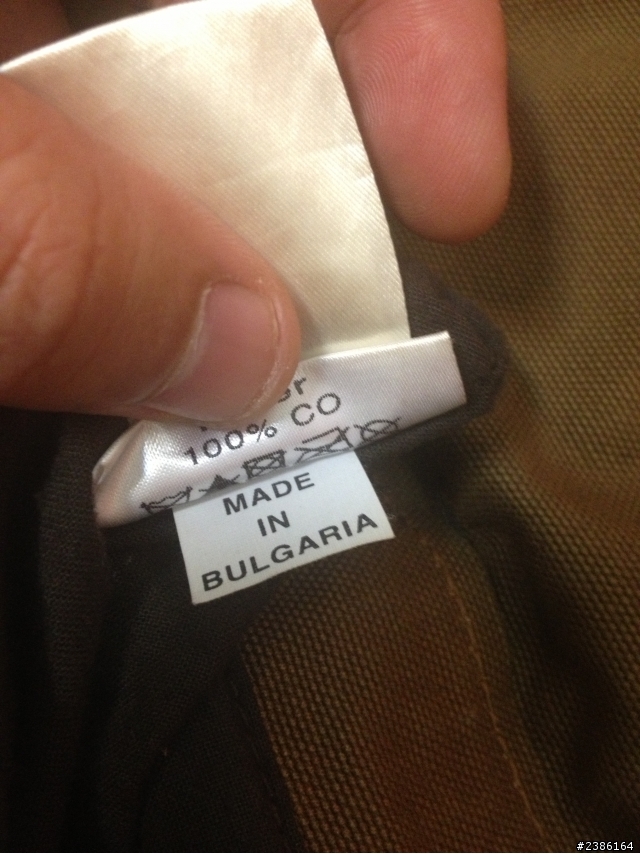 100% CO
MADE
IN
BULGARIA
#2386164